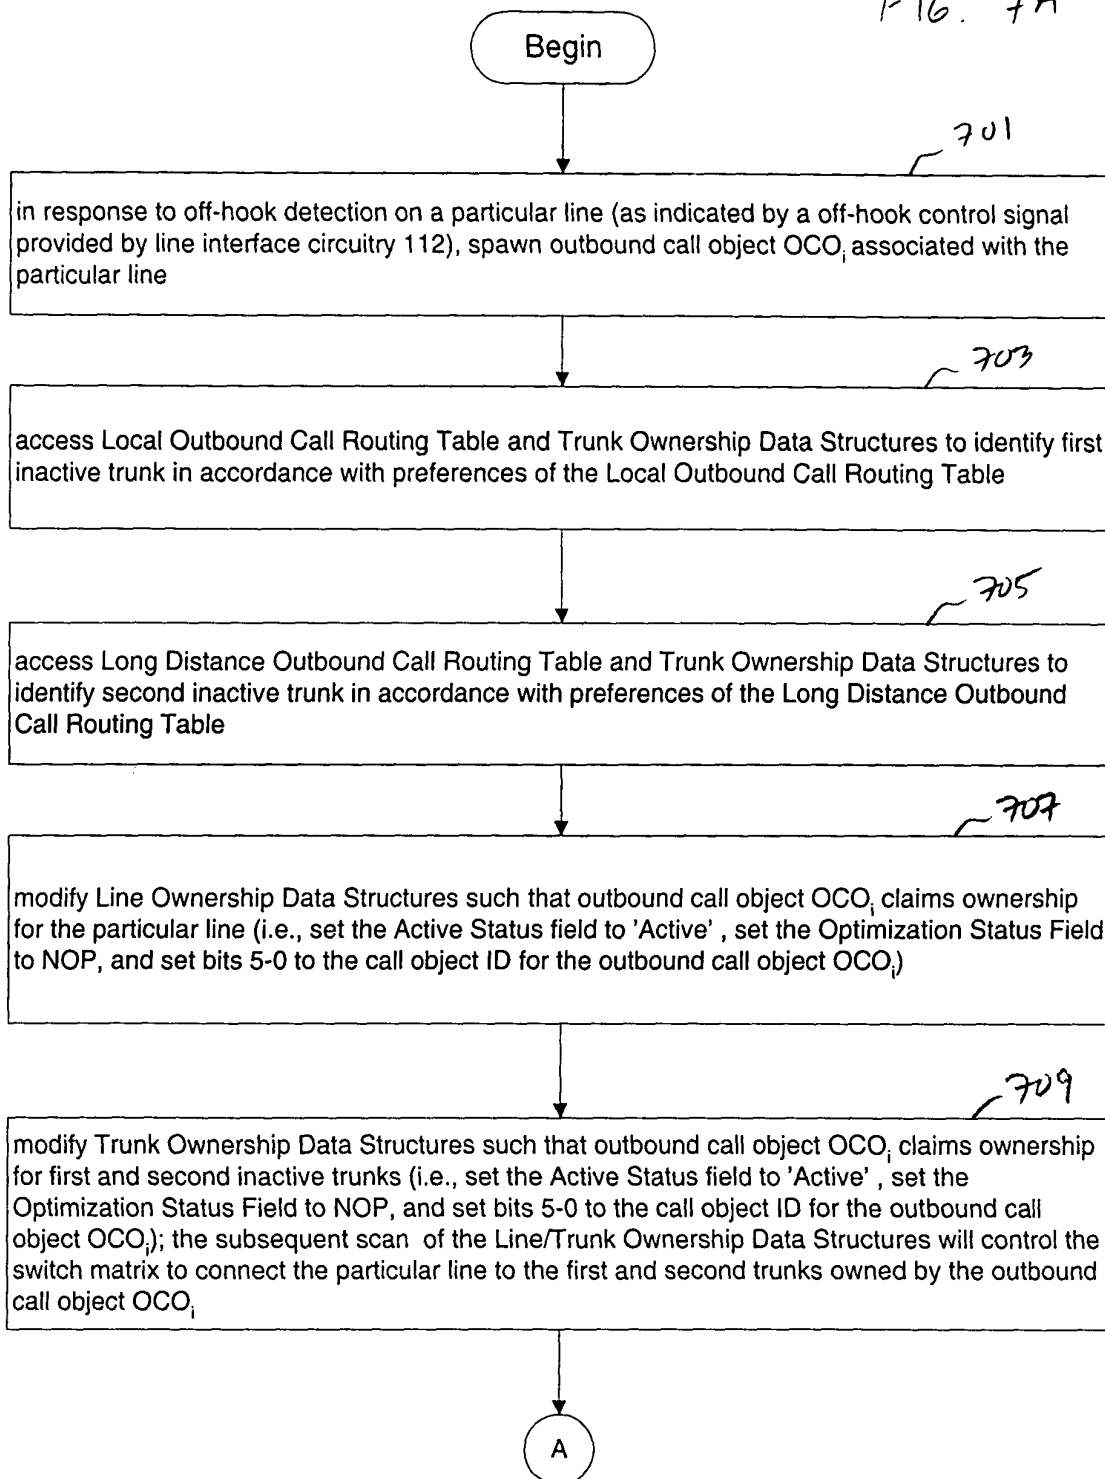 FIG. 7A
Begin
701
in response to off-hook detection on a particular line (as indicated by a off-hook control signal
provided by line interface circuitry 112), spawn outbound call object OCOi associated with the
particular line
703
access Local Outbound Call Routing Table and Trunk Ownership Data Structures to identify first
inactive trunk in accordance with preferences of the Local Outbound Call Routing Table
705
access Long Distance Outbound Call Routing Table and Trunk Ownership Data Structures to
identify second inactive trunk in accordance with preferences of the Long Distance Outbound
Call Routing Table
707
modify Line Ownership Data Structures such that outbound call object OCOi claims ownership
for the particular line (i.e., set the Active Status field to 'Active' , set the Optimization Status Field
to NOP, and set bits 5-0 to the call object ID for the outbound call object OCOi)
709
modify Trunk Ownership Data Structures such that outbound call object OCOi claims ownership
for first and second inactive trunks (i.e., set the Active Status field to 'Active' , set the
Optimization Status Field to NOP, and set bits 5-0 to the call object ID for the outbound call
object OCOi); the subsequent scan of the Line/Trunk Ownership Data Structures will control the
switch matrix to connect the particular line to the first and second trunks owned by the outbound
call object OCOi
A